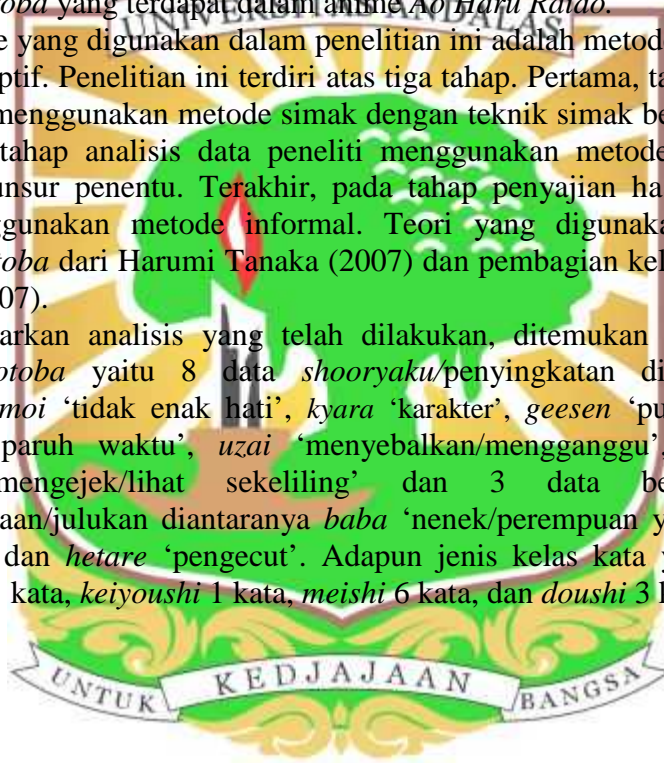 toba yang terdapat dalam anime Ao Haru Raido.
UNIVERSITAS ANDALAS
e yang digunakan dalam penelitian ini adalah metode
ptif. Penelitian ini terdiri atas tiga tahap. Pertama, ta
menggunakan metode simak dengan teknik simak be
tahap analisis data peneliti menggunakan metode
unsur penentu. Terakhir, pada tahap penyajian ha
ggunakan metode informal. Teori yang digunaka
toba dari Harumi Tanaka (2007) dan pembagian kel
07).
arkan analisis yang telah dilakukan, ditemukan
otoba yaitu 8 data shooryaku/penyingkatan di
moi ‘tidak enak hati’, kyara ‘karakter’, geesen ‘pu
paruh waktu’, uzai ‘menyebalkan/mengganggu’,
mengejek/lihat sekeliling’ dan 3 data be
aan/julukan diantaranya baba ‘nenek/perempuan y
dan hetare ‘pengecut’. Adapun jenis kelas kata y
kata, keiyoushi 1 kata, meishi 6 kata, dan doushi 3 k
UNTUK KEDJAJAAN BANGSA